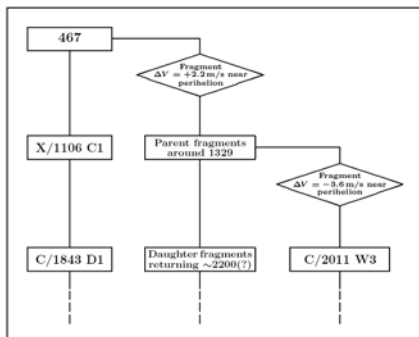 467
Fragment
ΔV = +2.2 m/s near
perihelion
X/1106 C1
Parent fragments
around 1329
Fragment
ΔV = −3.6 m/s near
perihelion
C/1843 D1
Daughter fragments
returning ∼2200(?)
C/2011 W3